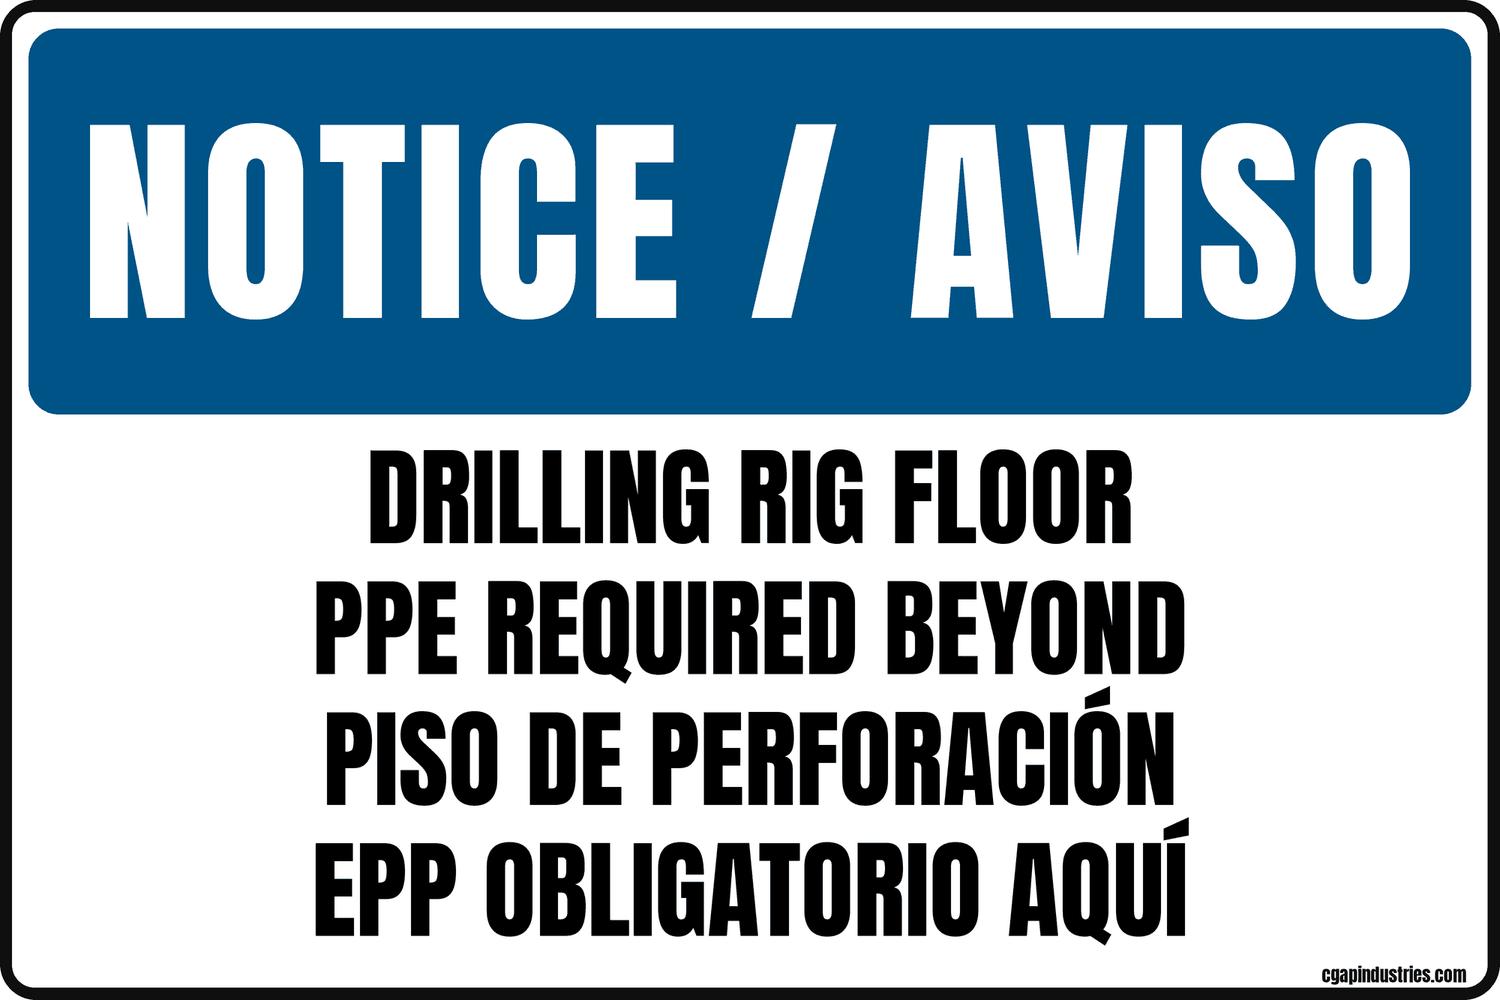 NOTICE / AVISO
DRILLING RIG FLOOR
PPE REQUIRED BEYOND
PISO DE PERFORACIÓN
EPP OBLIGATORIO AQUÍ
cgapindustries.com